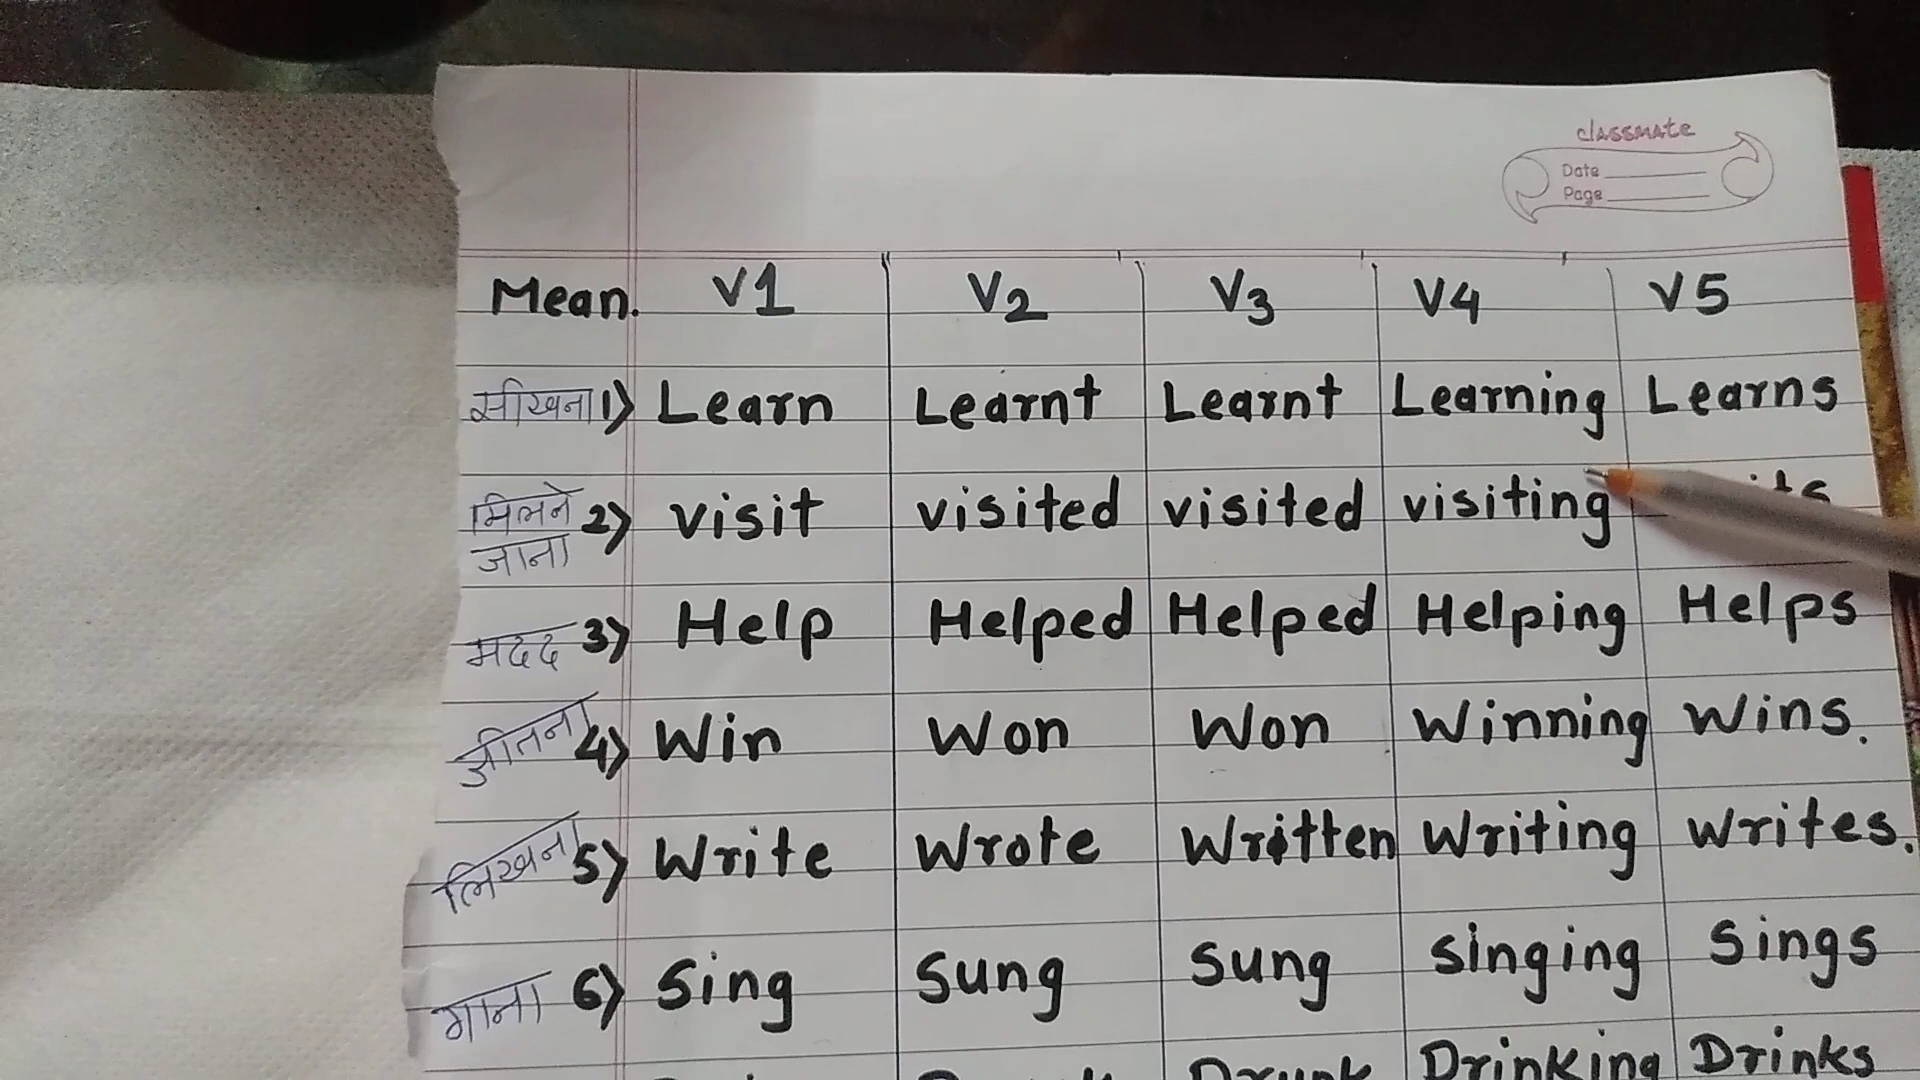 classmate
Date
Page
Mean. V1 V2 V3 V4 V5
सीखना 1) Learn Learnt Learnt Learning Learns
मिलने जाना 2) visit visited visited visiting
मदद 3) Help Helped Helped Helping Helps
जीतना 4) Win Won Won Winning Wins.
लिखना 5) Write Wrote Written Writing Writes.
गाना 6) Sing Sung Sung Singing Sings
Drunk Drinking Drinks